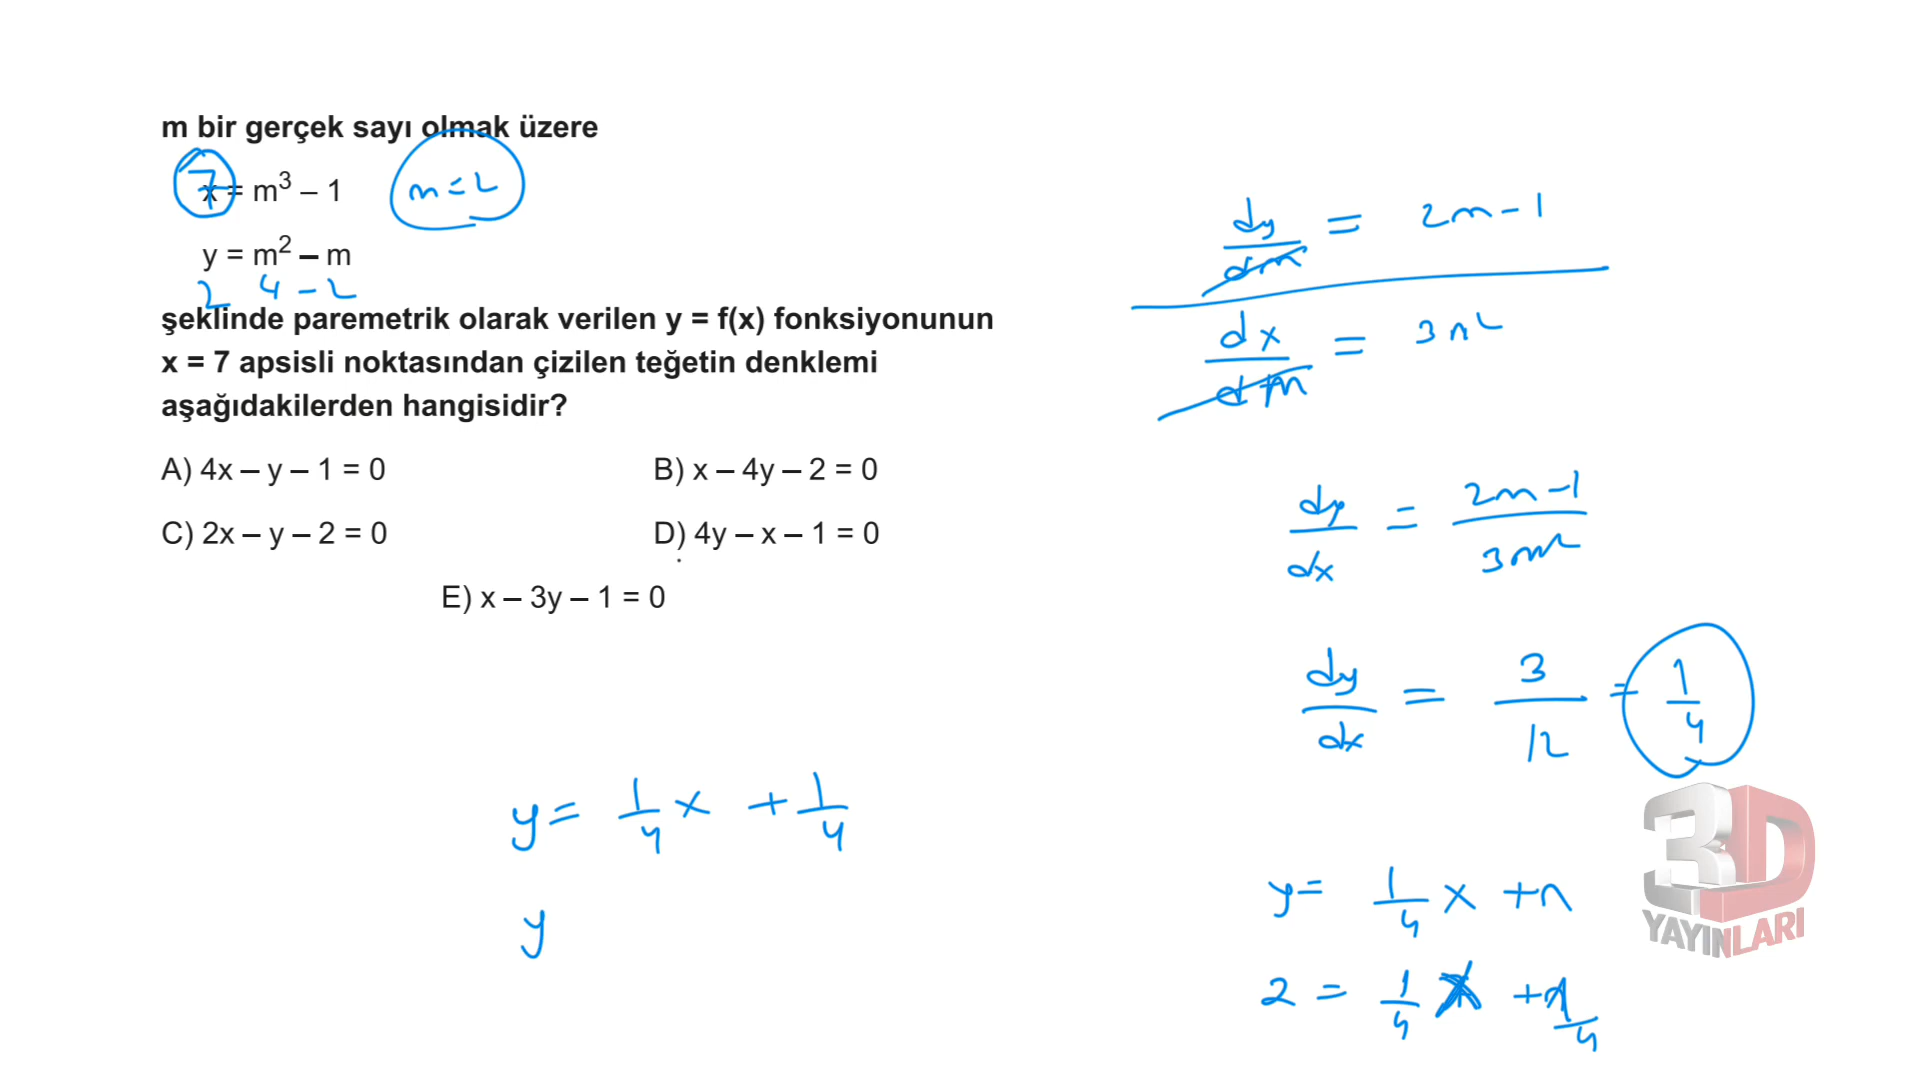 m bir gerçek sayı olmak üzere
7 x = m³ – 1 m = 2
y = m² – m
2 4 – 2
şeklinde paremetrik olarak verilen y = f(x) fonksiyonunun
x = 7 apsisli noktasından çizilen teğetin denklemi
aşağıdakilerden hangisidir?
A) 4x – y – 1 = 0
B) x – 4y – 2 = 0
C) 2x – y – 2 = 0
D) 4y – x – 1 = 0
E) x – 3y – 1 = 0
y = 1/4 x + 1/4
y
dy/dm = 2m – 1
dx/dm = 3m²
dy/dx = 2m – 1 / 3m²
dy/dx = 3/12 = 1/4
y = 1/4 x + n
2 = 1/4
3D
YAYINLARI